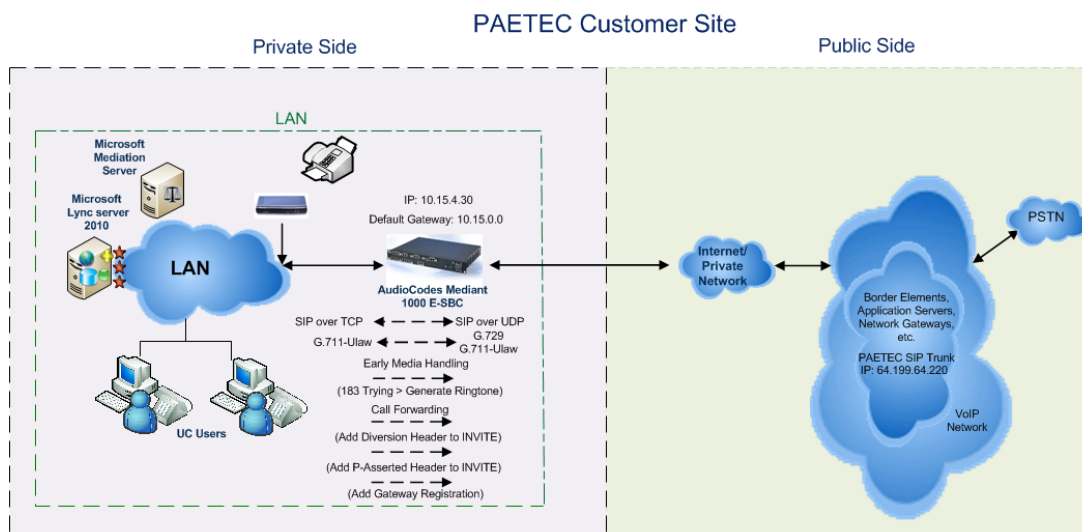 PAETEC Customer Site
Private Side
Public Side
LAN
Microsoft
Mediation
Server
Microsoft
Lync server
2010
LAN
UC Users
IP: 10.15.4.30
Default Gateway: 10.15.0.0
AudioCodes Mediant
1000 E-SBC
SIP over TCP
SIP over UDP
G.711-Ulaw
G.729
G.711-Ulaw
Early Media Handling
(183 Trying > Generate Ringtone)
Call Forwarding
(Add Diversion Header to INVITE)
(Add P-Asserted Header to INVITE)
(Add Gateway Registration)
Internet/
Private
Network
Border Elements,
Application Servers,
Network Gateways,
etc.
PAETEC SIP Trunk
IP: 64.199.64.220
VoIP
Network
PSTN